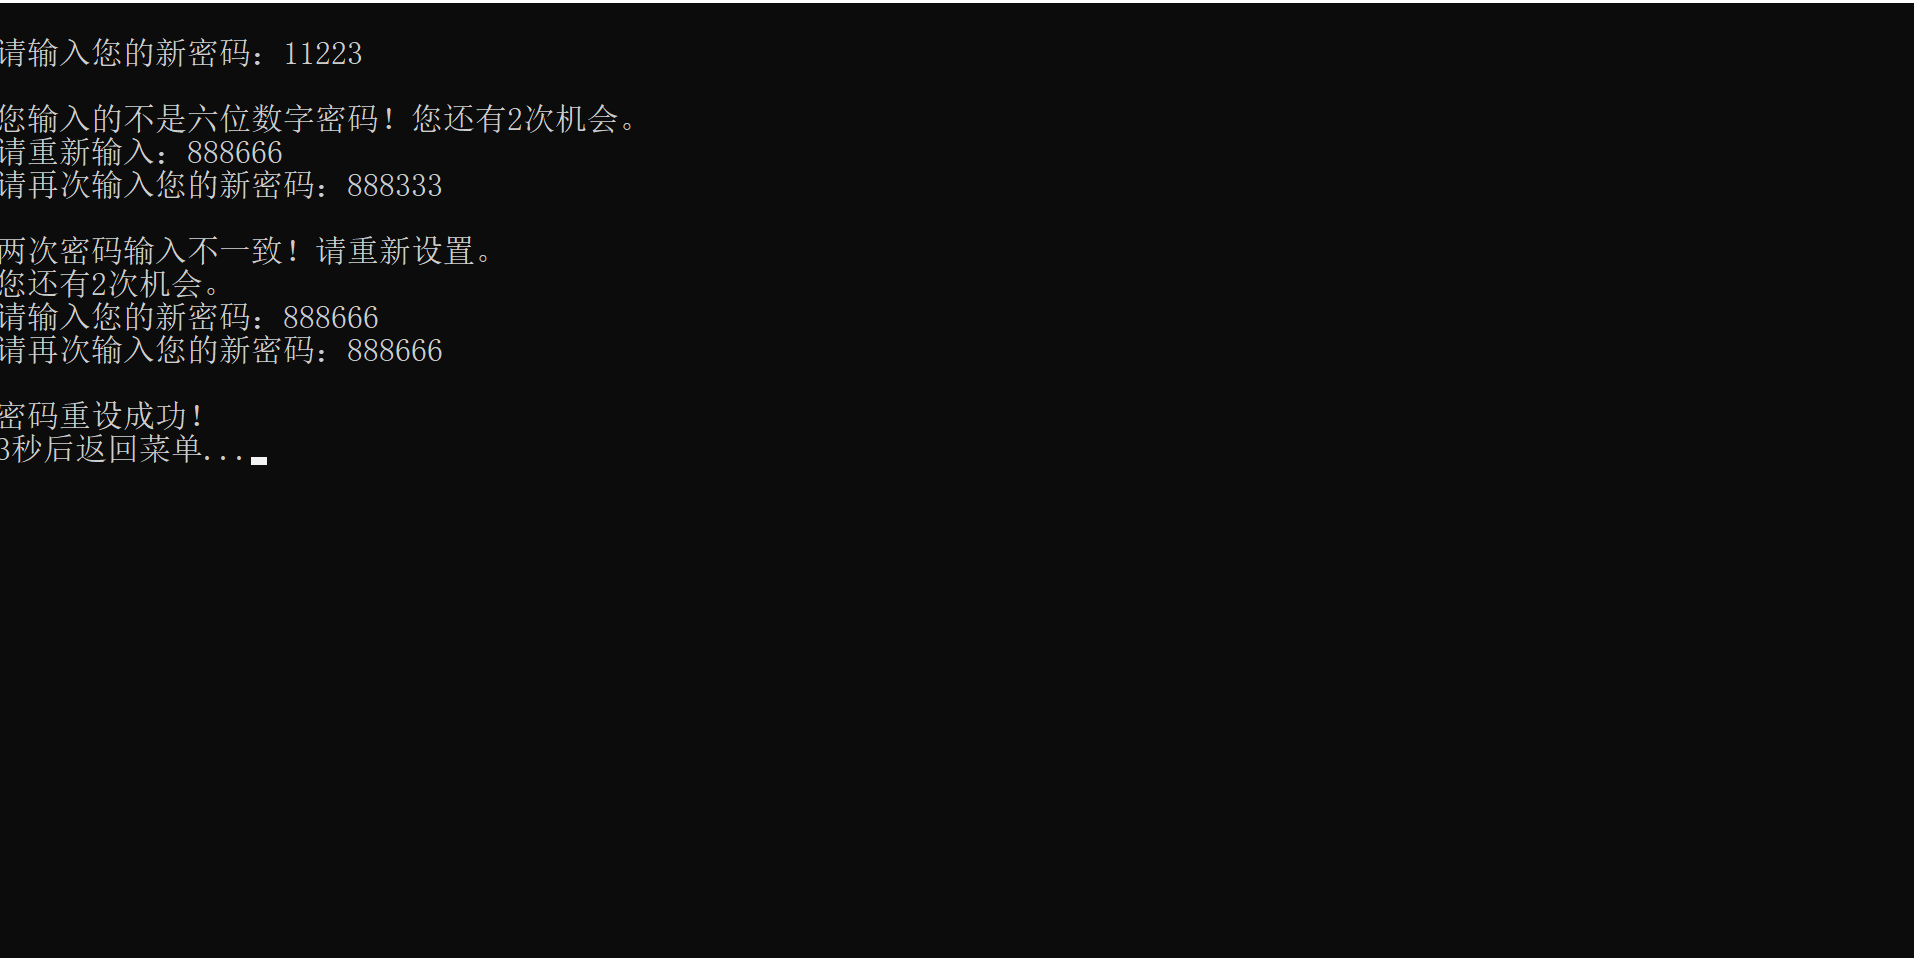 请输入您的新密码：11223
您输入的不是六位数字密码！您还有2次机会。
请重新输入：888666
请再次输入您的新密码：888333
两次密码输入不一致！请重新设置。
您还有2次机会。
请输入您的新密码：888666
请再次输入您的新密码：888666
密码重设成功！
3秒后返回菜单...